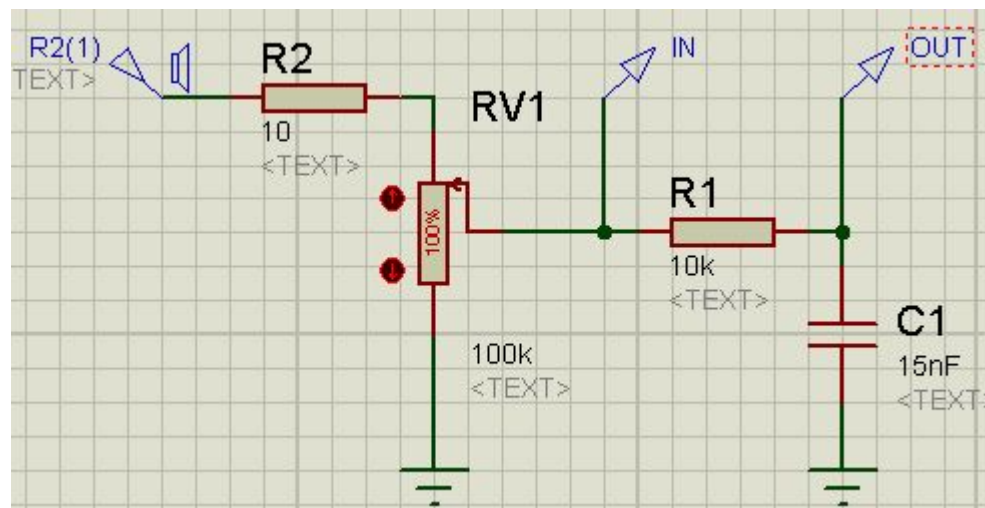 R2(1)
TEXT>
R2
10
<TEXT>
RV1
100%
100k
<TEXT>
IN
R1
10k
<TEXT>
OUT
C1
15nF
<TEXT